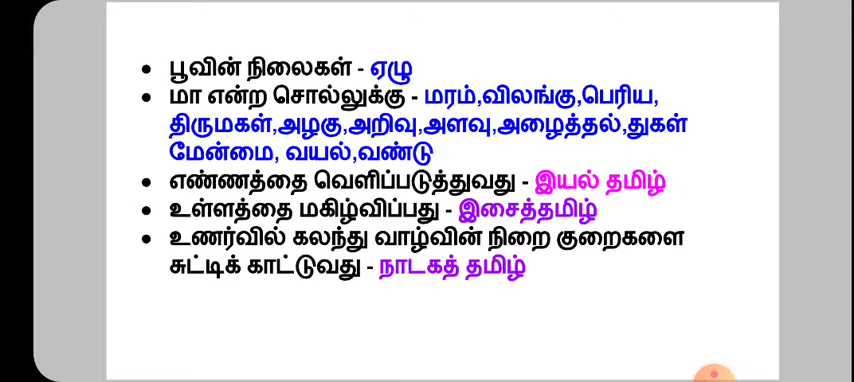 • பூவின் நிலைகள் - ஏழு
• மா என்ற சொல்லுக்கு - மரம்,விலங்கு,பெரிய,
திருமகள்,அழகு,அறிவு,அளவு,அழைத்தல்,துகள்
மேன்மை, வயல்,வண்டு
• எண்ணத்தை வெளிப்படுத்துவது - இயல் தமிழ்
• உள்ளத்தை மகிழ்விப்பது - இசைத்தமிழ்
• உணர்வில் கலந்து வாழ்வின் நிறை குறைகளை
சுட்டிக் காட்டுவது - நாடகத் தமிழ்